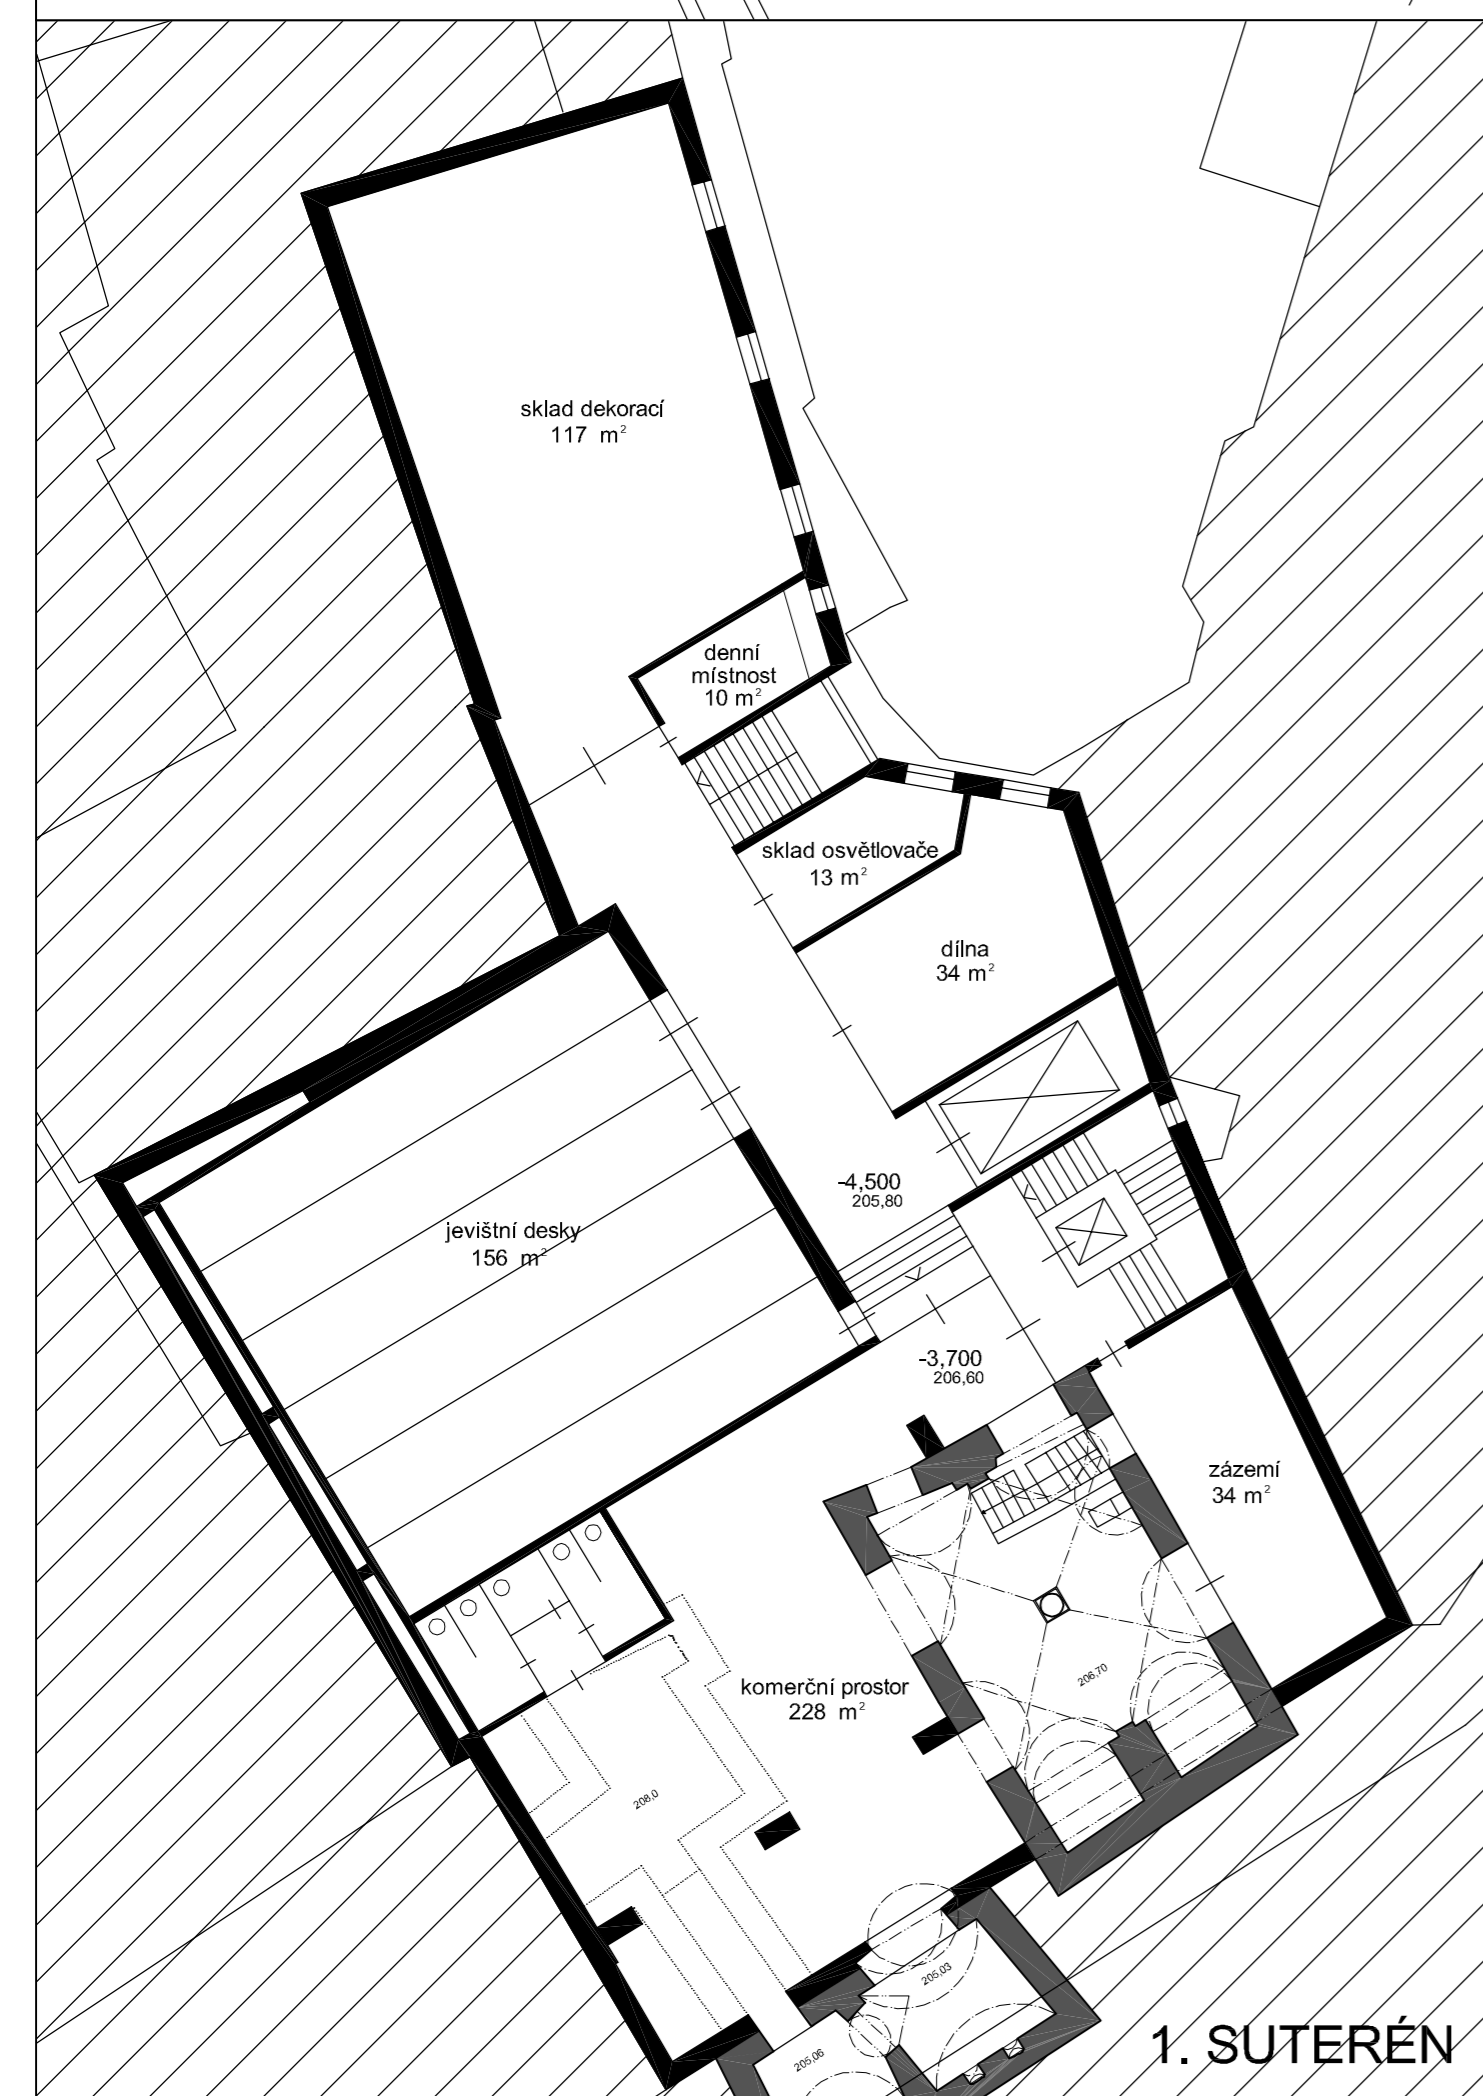 sklad dekorací
117 m²
denní
místnost
10 m²
sklad osvětlovače
13 m²
dílna
34 m²
-4,500
205,80
jevištní desky
156 m²
-3,700
206,60
zázemí
34 m²
206,70
komerční prostor
228 m²
208,0
205,03
205,06
1. SUTERÉN